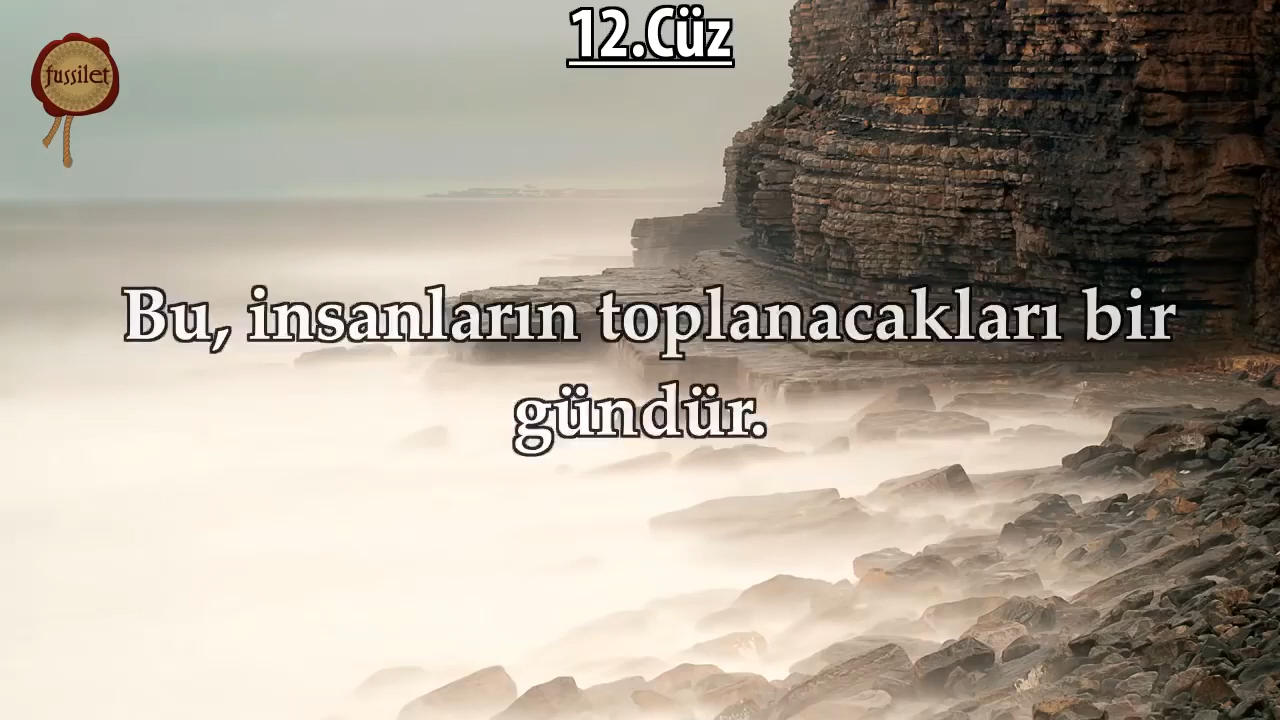 12.Cüz
fussilet
Bu, insanların toplanacakları bir
gündür.